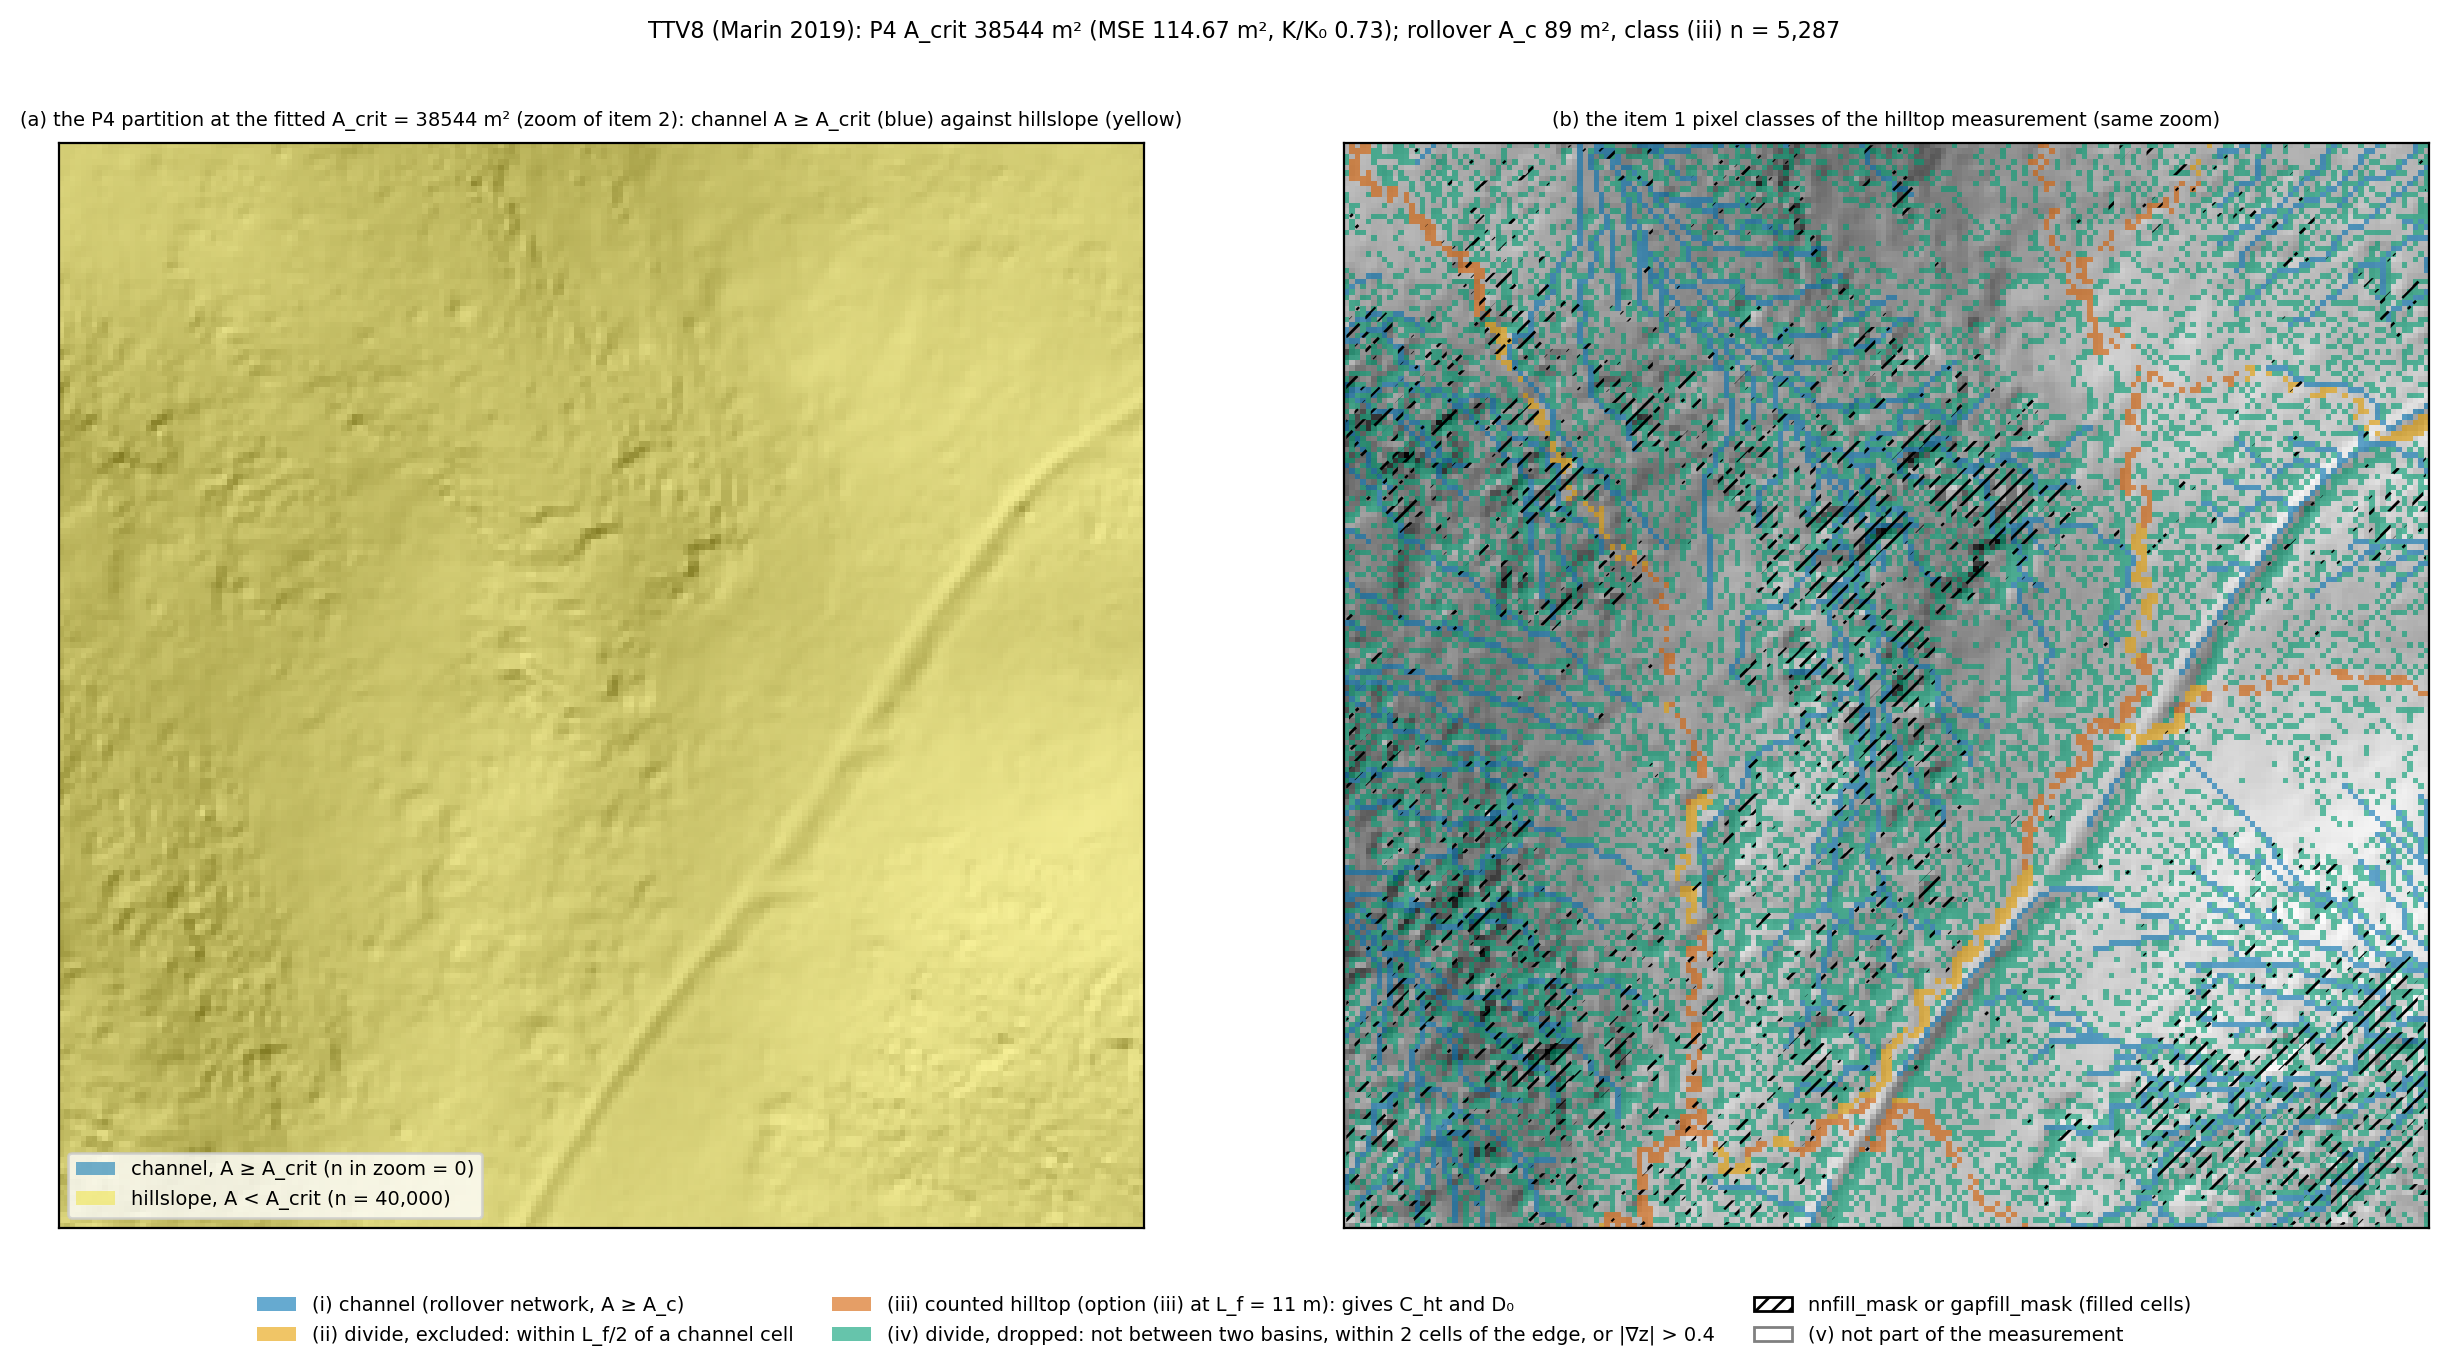 TTV8 (Marin 2019): P4 A_crit 38544 m² (MSE 114.67 m², K/K₀ 0.73); rollover A_c 89 m², class (iii) n = 5,287
(a) the P4 partition at the fitted A_crit = 38544 m² (zoom of item 2): channel A ≥ A_crit (blue) against hillslope (yellow)
(b) the item 1 pixel classes of the hilltop measurement (same zoom)
channel, A ≥ A_crit (n in zoom = 0)
hillslope, A < A_crit (n = 40,000)
(i) channel (rollover network, A ≥ A_c)
(ii) divide, excluded: within L_f/2 of a channel cell
(iii) counted hilltop (option (iii) at L_f = 11 m): gives C_ht and D₀
(iv) divide, dropped: not between two basins, within 2 cells of the edge, or |∇z| > 0.4
nnfill_mask or gapfill_mask (filled cells)
(v) not part of the measurement